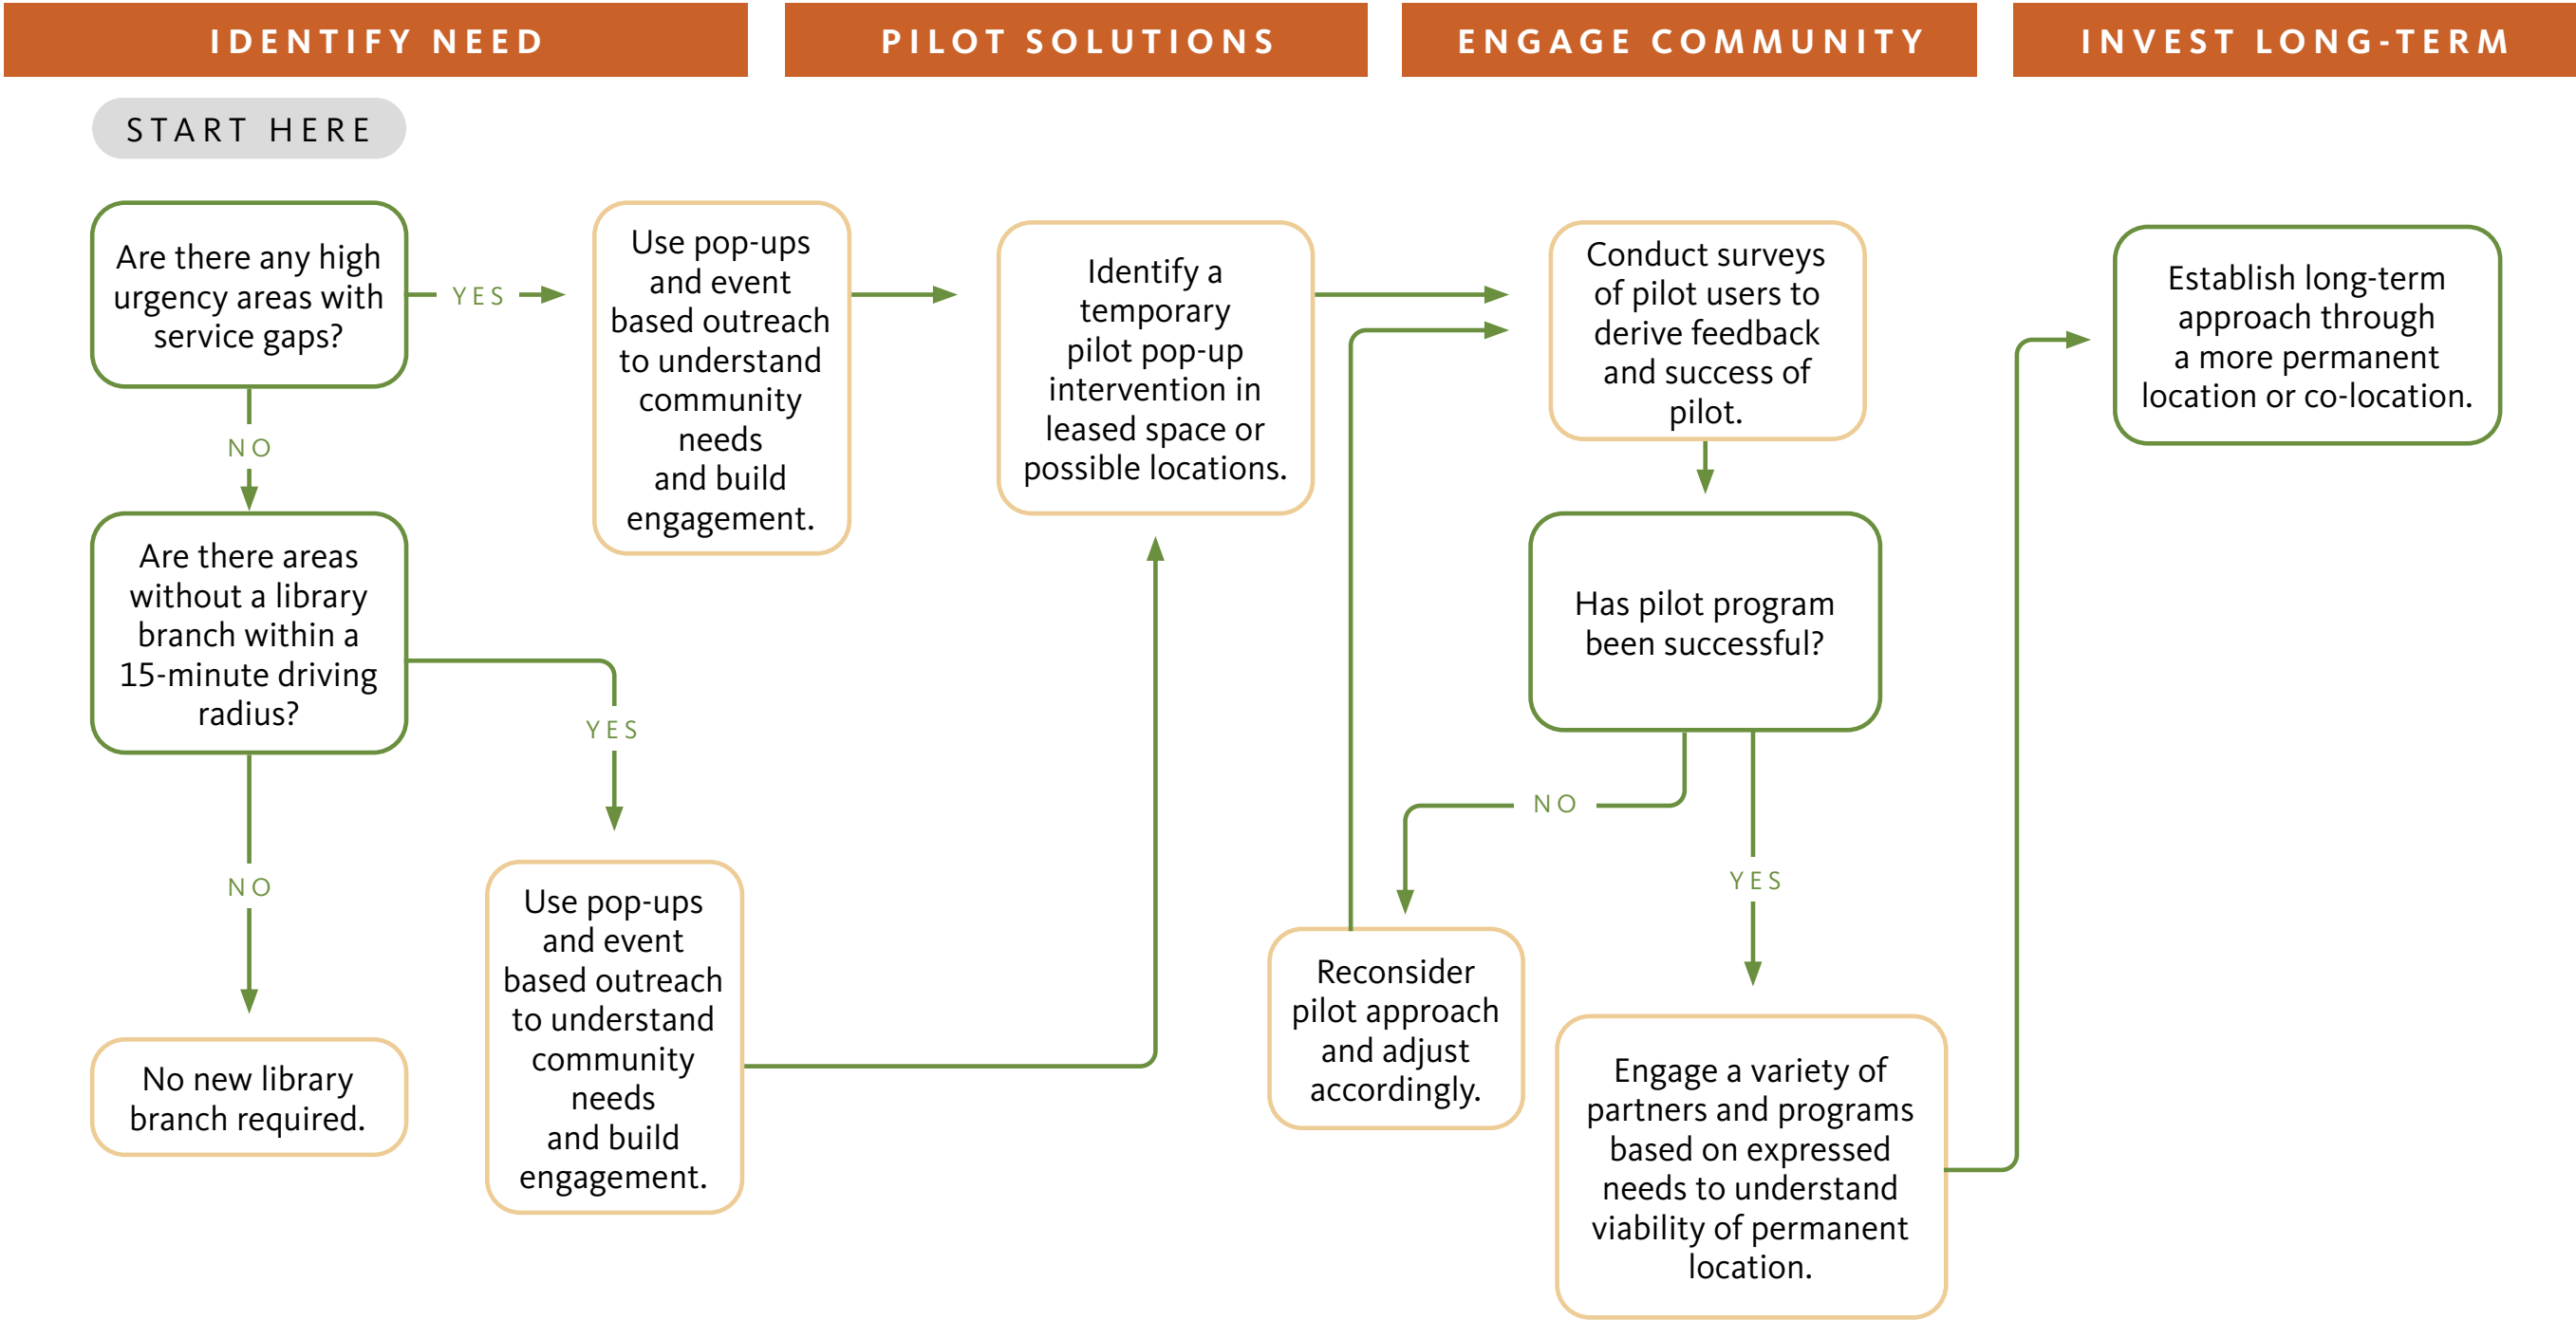 IDENTIFY NEED
PILOT SOLUTIONS
ENGAGE COMMUNITY
INVEST LONG-TERM
START HERE
Are there any high
urgency areas with
service gaps?
YES
Use pop-ups
and event
based outreach
to understand
community
needs
and build
engagement.
Identify a
temporary
pilot pop-up
intervention in
leased space or
possible locations.
Conduct surveys
of pilot users to
derive feedback
and success of
pilot.
Establish long-term
approach through
a more permanent
location or co-location.
NO
Are there areas
without a library
branch within a
15-minute driving
radius?
YES
Has pilot program
been successful?
NO
YES
NO
No new library
branch required.
Use pop-ups
and event
based outreach
to understand
community
needs
and build
engagement.
Reconsider
pilot approach
and adjust
accordingly.
Engage a variety of
partners and programs
based on expressed
needs to understand
viability of permanent
location.